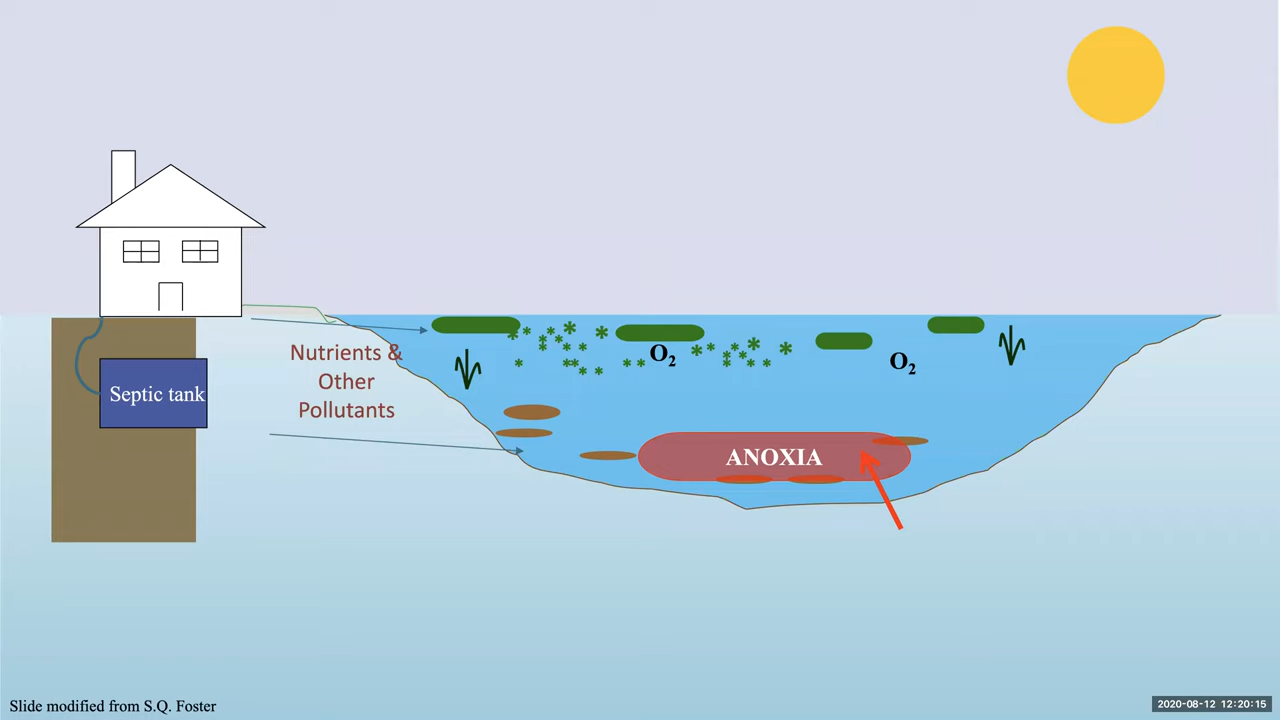 Septic tank
Nutrients &
Other
Pollutants
O₂
O₂
ANOXIA
Slide modified from S.Q. Foster
2020-08-12 12:20:15